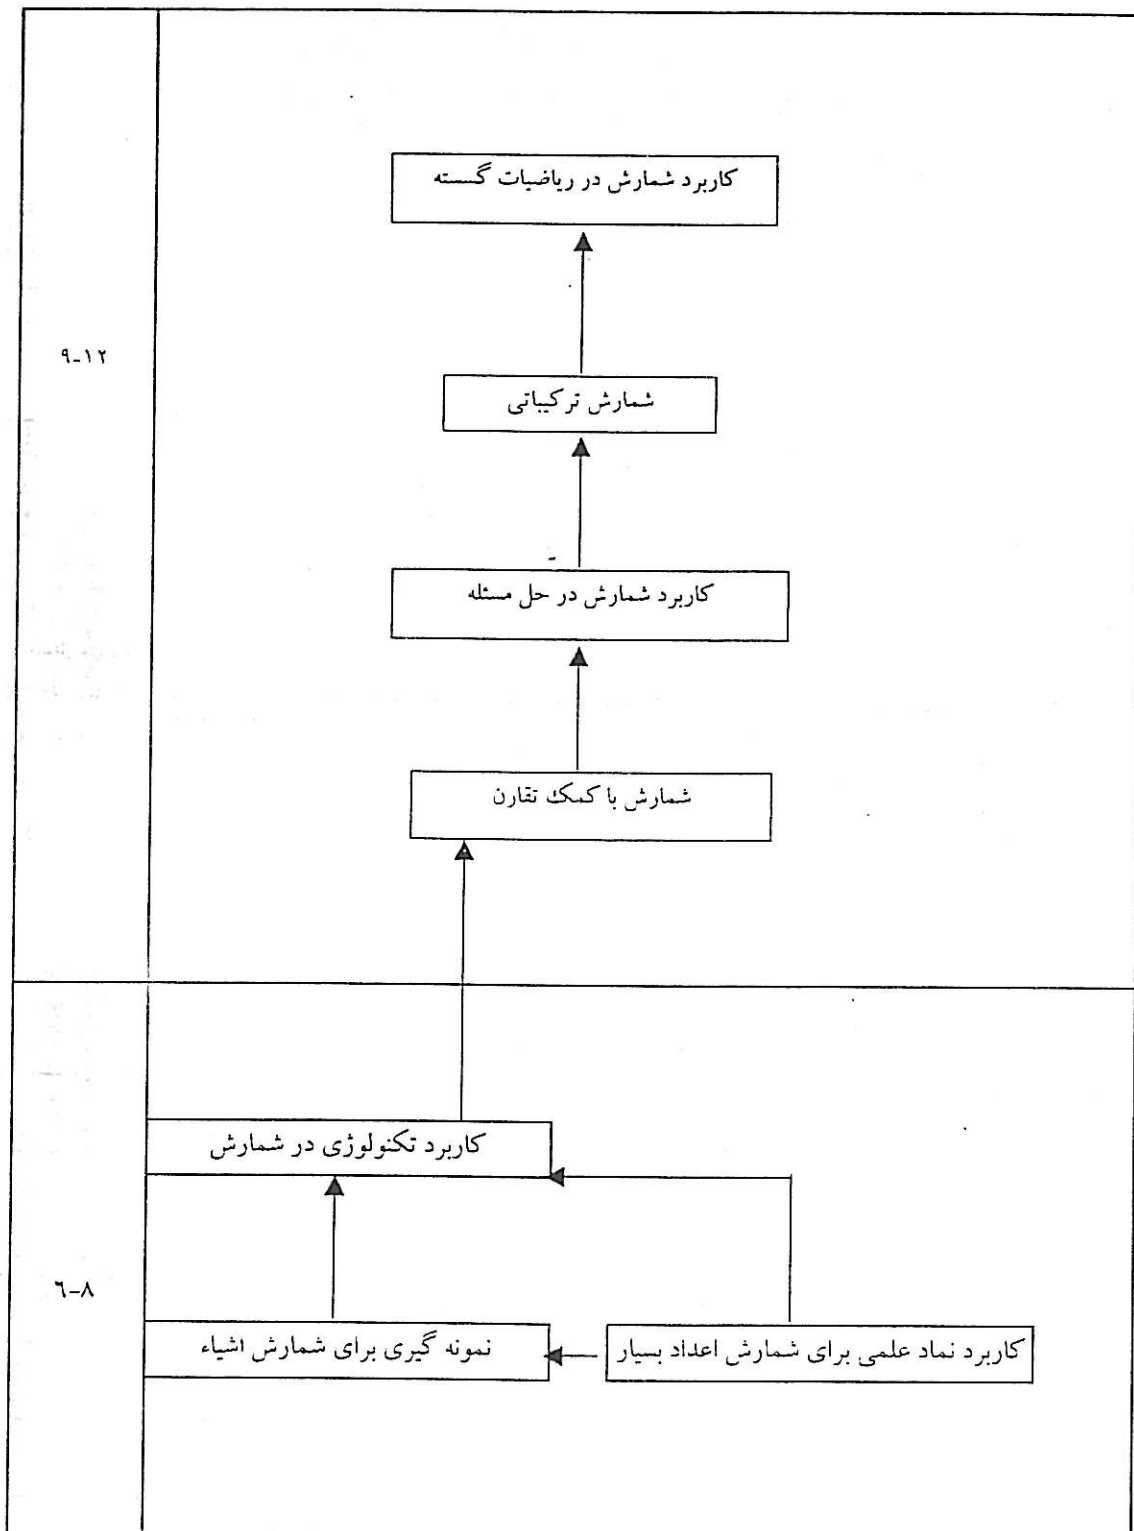 کاربرد شمارش در ریاضیات گسسته
۹-۱۲
شمارش ترکیباتی
کاربرد شمارش در حل مسئله
شمارش با کمک تقارن
کاربرد تکنولوژی در شمارش
۶-۸
کاربرد نماد علمی برای شمارش اعداد بسیار
نمونه گیری برای شمارش اشیاء